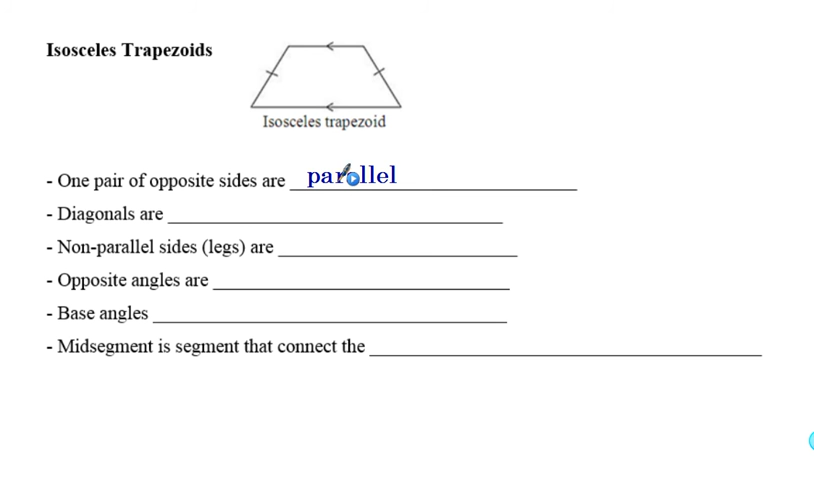 Isosceles Trapezoids
Isosceles trapezoid
- One pair of opposite sides are parallel
- Diagonals are
- Non-parallel sides (legs) are
- Opposite angles are
- Base angles
- Midsegment is segment that connect the